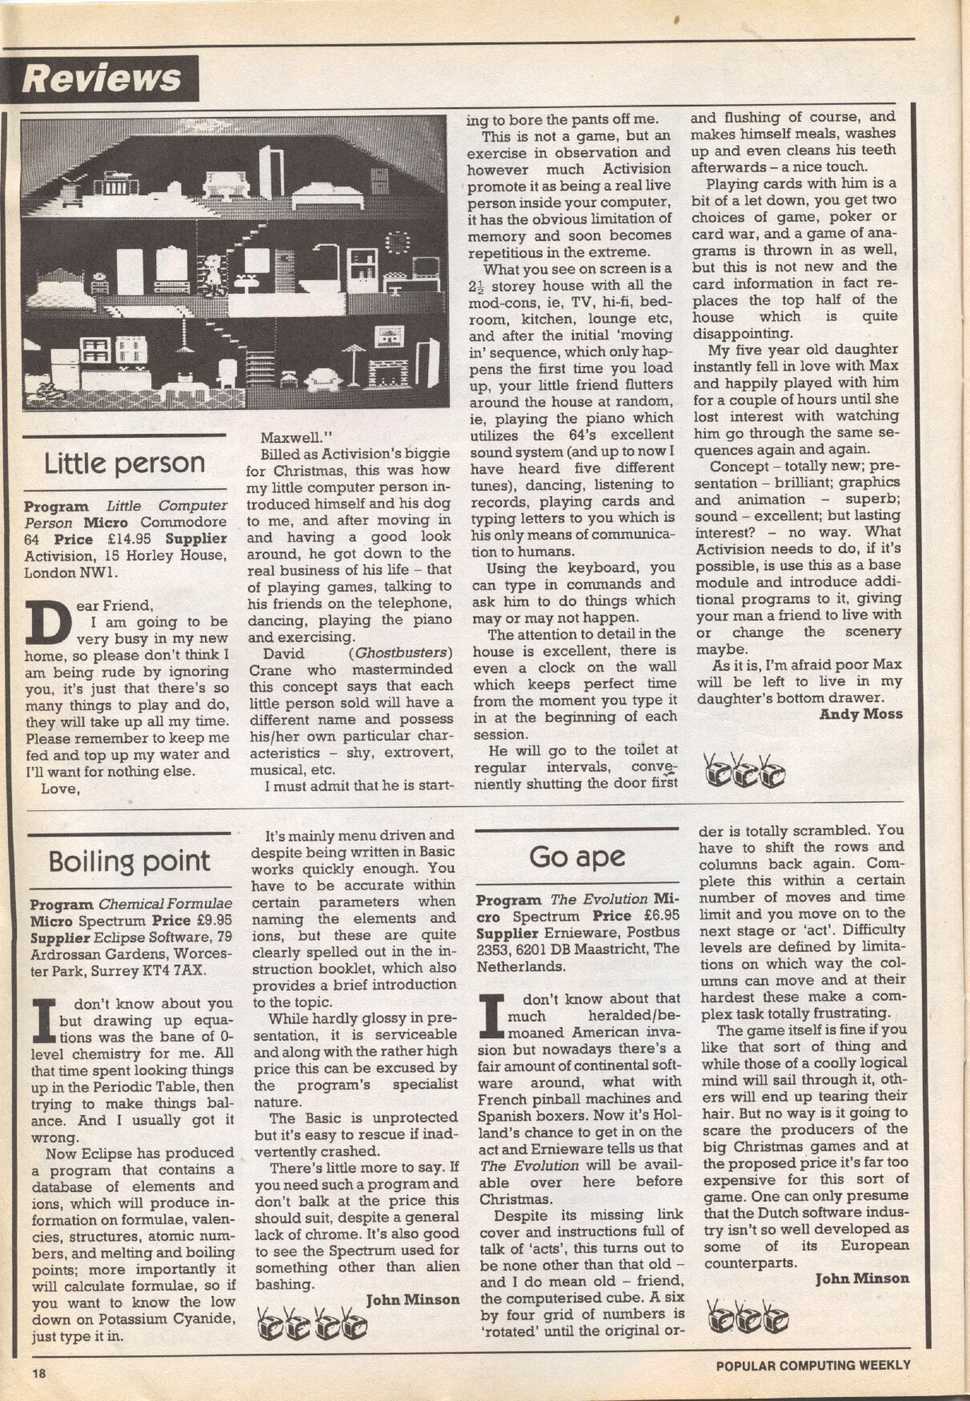 Reviews
Little person
Program Little Computer
Person Micro Commodore
64 Price £14.95 Supplier
Activision, 15 Horley House,
London NW1.
Dear Friend,
I am going to be
very busy in my new
home, so please don't think I
am being rude by ignoring
you, it's just that there's so
many things to play and do,
they will take up all my time.
Please remember to keep me
fed and top up my water and
I'll want for nothing else.
Love,
Maxwell."
Billed as Activision's biggie
for Christmas, this was how
my little computer person in-
troduced himself and his dog
to me, and after moving in
and having a good look
around, he got down to the
real business of his life – that
of playing games, talking to
his friends on the telephone,
dancing, playing the piano
and exercising.
David (Ghostbusters)
Crane who masterminded
this concept says that each
little person sold will have a
different name and possess
his/her own particular char-
acteristics – shy, extrovert,
musical, etc.
I must admit that he is start-
ing to bore the pants off me.
This is not a game, but an
exercise in observation and
however much Activision
promote it as being a real live
person inside your computer,
it has the obvious limitation of
memory and soon becomes
repetitious in the extreme.
What you see on screen is a
2½ storey house with all the
mod-cons, ie, TV, hi-fi, bed-
room, kitchen, lounge etc,
and after the initial 'moving
in' sequence, which only hap-
pens the first time you load
up, your little friend flutters
around the house at random,
ie, playing the piano which
utilizes the 64's excellent
sound system (and up to now I
have heard five different
tunes), dancing, listening to
records, playing cards and
typing letters to you which is
his only means of communica-
tion to humans.
Using the keyboard, you
can type in commands and
ask him to do things which
may or may not happen.
The attention to detail in the
house is excellent, there is
even a clock on the wall
which keeps perfect time
from the moment you type it
in at the beginning of each
session.
He will go to the toilet at
regular intervals, conve-
niently shutting the door first
and flushing of course, and
makes himself meals, washes
up and even cleans his teeth
afterwards – a nice touch.
Playing cards with him is a
bit of a let down, you get two
choices of game, poker or
card war, and a game of ana-
grams is thrown in as well,
but this is not new and the
card information in fact re-
places the top half of the
house which is quite
disappointing.
My five year old daughter
instantly fell in love with Max
and happily played with him
for a couple of hours until she
lost interest with watching
him go through the same se-
quences again and again.
Concept – totally new; pre-
sentation – brilliant; graphics
and animation – superb;
sound – excellent; but lasting
interest? – no way. What
Activision needs to do, if it's
possible, is use this as a base
module and introduce addi-
tional programs to it, giving
your man a friend to live with
or change the scenery
maybe.
As it is, I'm afraid poor Max
will be left to live in my
daughter's bottom drawer.
Andy Moss
Boiling point
Program Chemical Formulae
Micro Spectrum Price £9.95
Supplier Eclipse Software, 79
Ardrossan Gardens, Worces-
ter Park, Surrey KT4 7AX.
I don't know about you
but drawing up equa-
tions was the bane of 0-
level chemistry for me. All
that time spent looking things
up in the Periodic Table, then
trying to make things bal-
ance. And I usually got it
wrong.
Now Eclipse has produced
a program that contains a
database of elements and
ions, which will produce in-
formation on formulae, valen-
cies, structures, atomic num-
bers, and melting and boiling
points; more importantly it
will calculate formulae, so if
you want to know the low
down on Potassium Cyanide,
just type it in.
It's mainly menu driven and
despite being written in Basic
works quickly enough. You
have to be accurate within
certain parameters when
naming the elements and
ions, but these are quite
clearly spelled out in the in-
struction booklet, which also
provides a brief introduction
to the topic.
While hardly glossy in pre-
sentation, it is serviceable
and along with the rather high
price this can be excused by
the program's specialist
nature.
The Basic is unprotected
but it's easy to rescue if inad-
vertently crashed.
There's little more to say. If
you need such a program and
don't balk at the price this
should suit, despite a general
lack of chrome. It's also good
to see the Spectrum used for
something other than alien
bashing.
John Minson
Go ape
Program The Evolution Mi-
cro Spectrum Price £6.95
Supplier Ernieware, Postbus
2353, 6201 DB Maastricht, The
Netherlands.
I don't know about that
much heralded/be-
moaned American inva-
sion but nowadays there's a
fair amount of continental soft-
ware around, what with
French pinball machines and
Spanish boxers. Now it's Hol-
land's chance to get in on the
act and Ernieware tells us that
The Evolution will be avail-
able over here before
Christmas.
Despite its missing link
cover and instructions full of
talk of 'acts', this turns out to
be none other than that old –
and I do mean old – friend,
the computerised cube. A six
by four grid of numbers is
'rotated' until the original or-
der is totally scrambled. You
have to shift the rows and
columns back again. Com-
plete this within a certain
number of moves and time
limit and you move on to the
next stage or 'act'. Difficulty
levels are defined by limita-
tions on which way the col-
umns can move and at their
hardest these make a com-
plex task totally frustrating.
The game itself is fine if you
like that sort of thing and
while those of a coolly logical
mind will sail through it, oth-
ers will end up tearing their
hair. But no way is it going to
scare the producers of the
big Christmas games and at
the proposed price it's far too
expensive for this sort of
game. One can only presume
that the Dutch software indus-
try isn't so well developed as
some of its European
counterparts.
John Minson
18
POPULAR COMPUTING WEEKLY